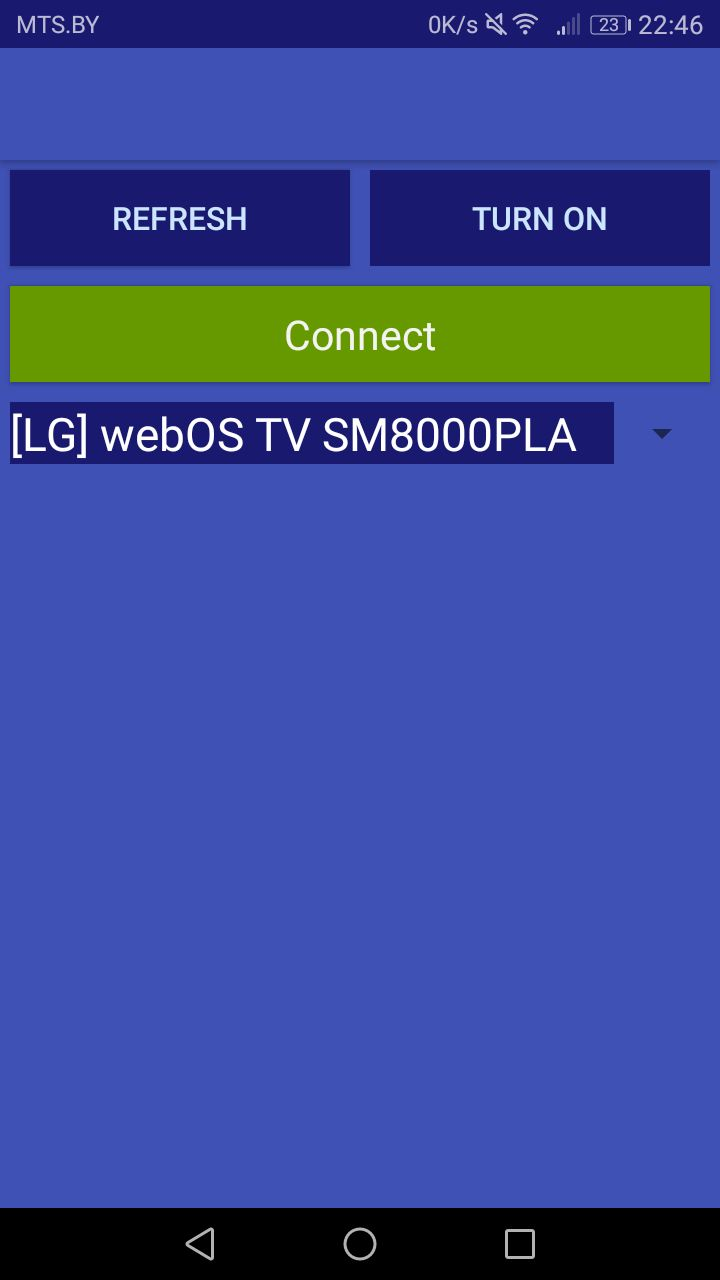 MTS.BY 0K/s 23 22:46
REFRESH TURN ON
Connect
[LG] webOS TV SM8000PLA